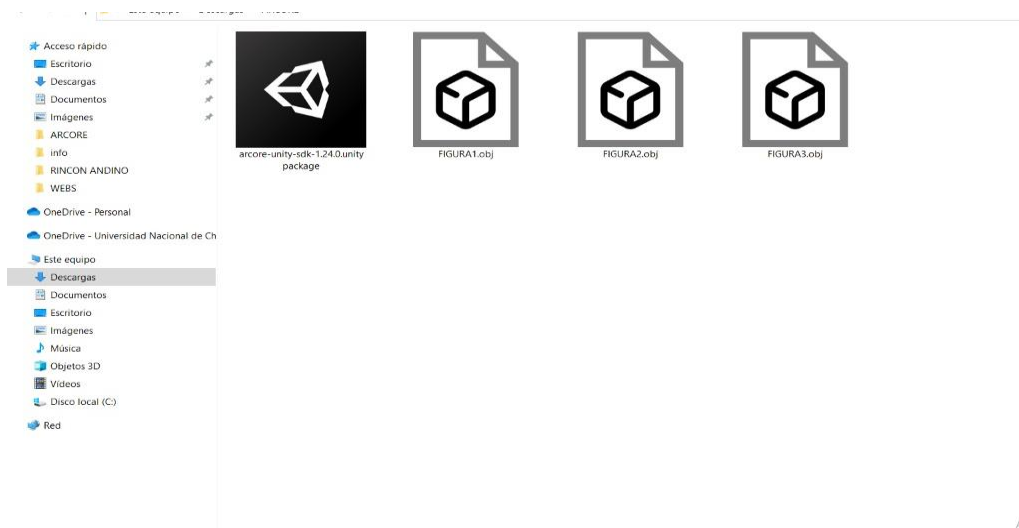 Acceso rápido
Escritorio
Descargas
Documentos
Imágenes
ARCORE
info
RINCON ANDINO
WEBS
OneDrive - Personal
OneDrive - Universidad Nacional de Ch
Este equipo
Descargas
Documentos
Escritorio
Imágenes
Música
Objetos 3D
Vídeos
Disco local (C:)
Red
arcore-unity-sdk-1.24.0.unity
package
FIGURA1.obj
FIGURA2.obj
FIGURA3.obj